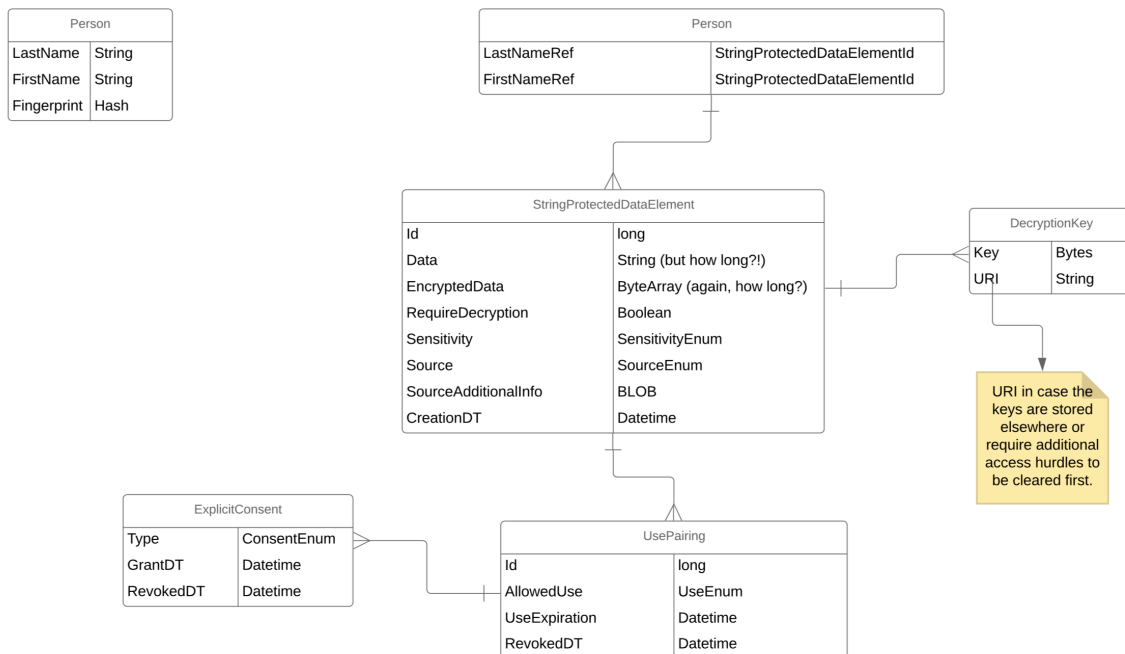 Person
LastName String
FirstName String
Fingerprint Hash
Person
LastNameRef StringProtectedDataElementId
FirstNameRef StringProtectedDataElementId
StringProtectedDataElement
Id long
Data String (but how long?!)
EncryptedData ByteArray (again, how long?)
RequireDecryption Boolean
Sensitivity SensitivityEnum
Source SourceEnum
SourceAdditionalInfo BLOB
CreationDT Datetime
DecryptionKey
Key Bytes
URI String
URI in case the
keys are stored
elsewhere or
require additional
access hurdles to
be cleared first.
ExplicitConsent
Type ConsentEnum
GrantDT Datetime
RevokedDT Datetime
UsePairing
Id long
AllowedUse UseEnum
UseExpiration Datetime
RevokedDT Datetime